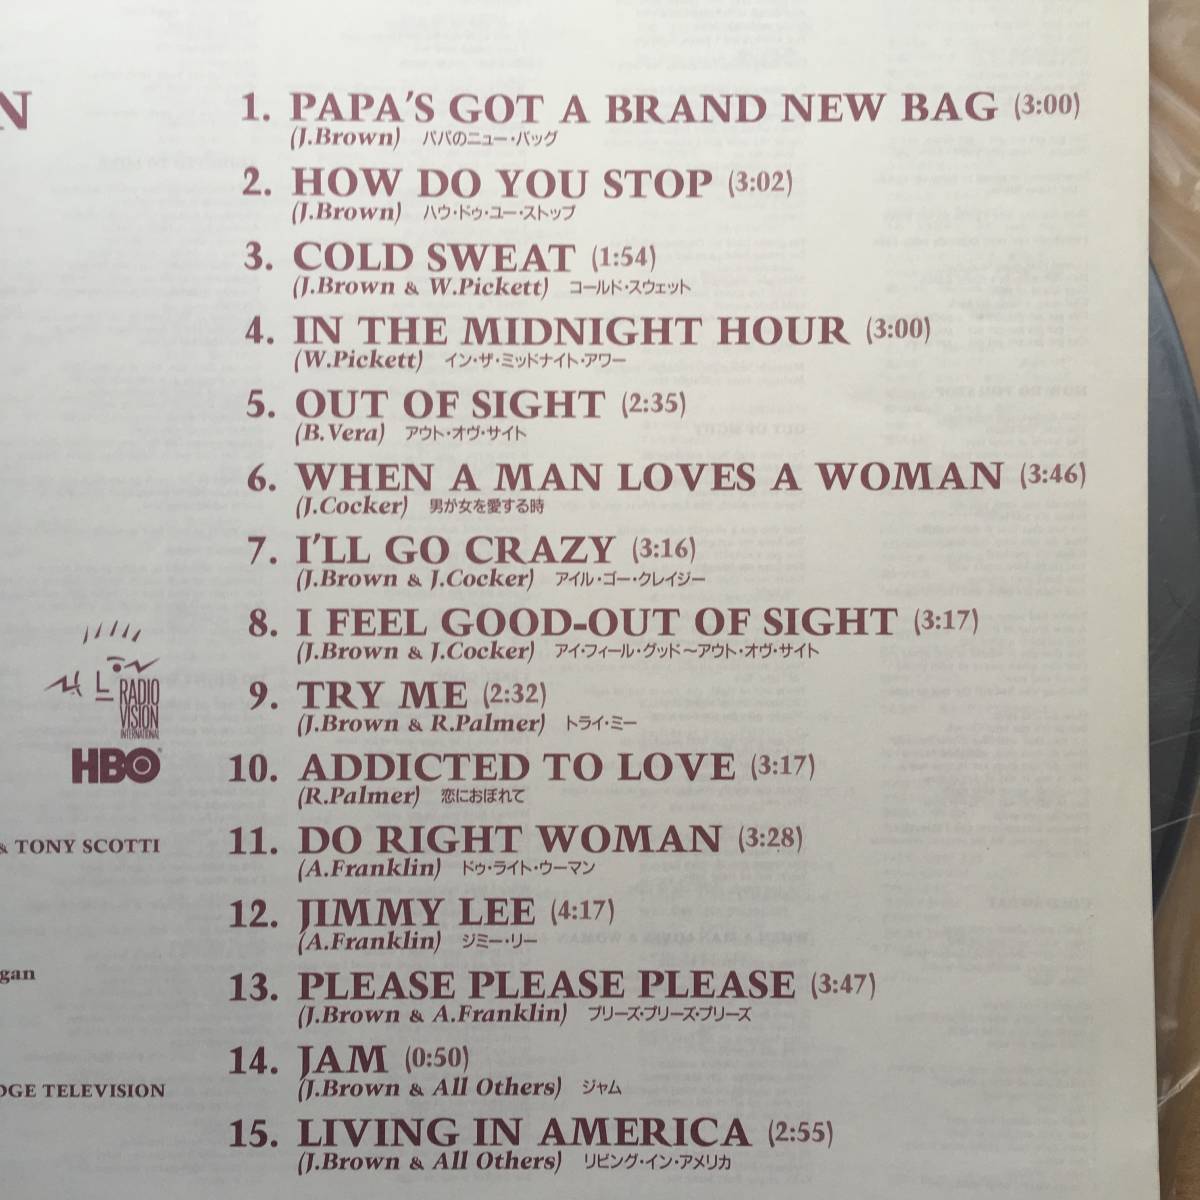 N
1. PAPA'S GOT A BRAND NEW BAG (3:00)
(J.Brown) パパのニュー・バッグ
2. HOW DO YOU STOP (3:02)
(J.Brown) ハウ・ドゥ・ユー・ストップ
3. COLD SWEAT (1:54)
(J.Brown & W.Pickett) コールド・スウェット
4. IN THE MIDNIGHT HOUR (3:00)
(W.Pickett) イン・ザ・ミッドナイト・アワー
5. OUT OF SIGHT (2:35)
(B.Vera) アウト・オヴ・サイト
6. WHEN A MAN LOVES A WOMAN (3:46)
(J.Cocker) 男が女を愛する時
7. I'LL GO CRAZY (3:16)
(J.Brown & J.Cocker) アイル・ゴー・クレイジー
8. I FEEL GOOD-OUT OF SIGHT (3:17)
(J.Brown & J.Cocker) アイ・フィール・グッド〜アウト・オヴ・サイト
9. TRY ME (2:32)
(J.Brown & R.Palmer) トライ・ミー
10. ADDICTED TO LOVE (3:17)
(R.Palmer) 恋におぼれて
11. DO RIGHT WOMAN (3:28)
(A.Franklin) ドゥ・ライト・ウーマン
12. JIMMY LEE (4:17)
(A.Franklin) ジミー・リー
13. PLEASE PLEASE PLEASE (3:47)
(J.Brown & A.Franklin) プリーズ・プリーズ・プリーズ
14. JAM (0:50)
(J.Brown & All Others) ジャム
15. LIVING IN AMERICA (2:55)
(J.Brown & All Others) リビング・イン・アメリカ
RADIO
VISION
INTERNATIONAL
HBO
& TONY SCOTTI
gan
DGE TELEVISION